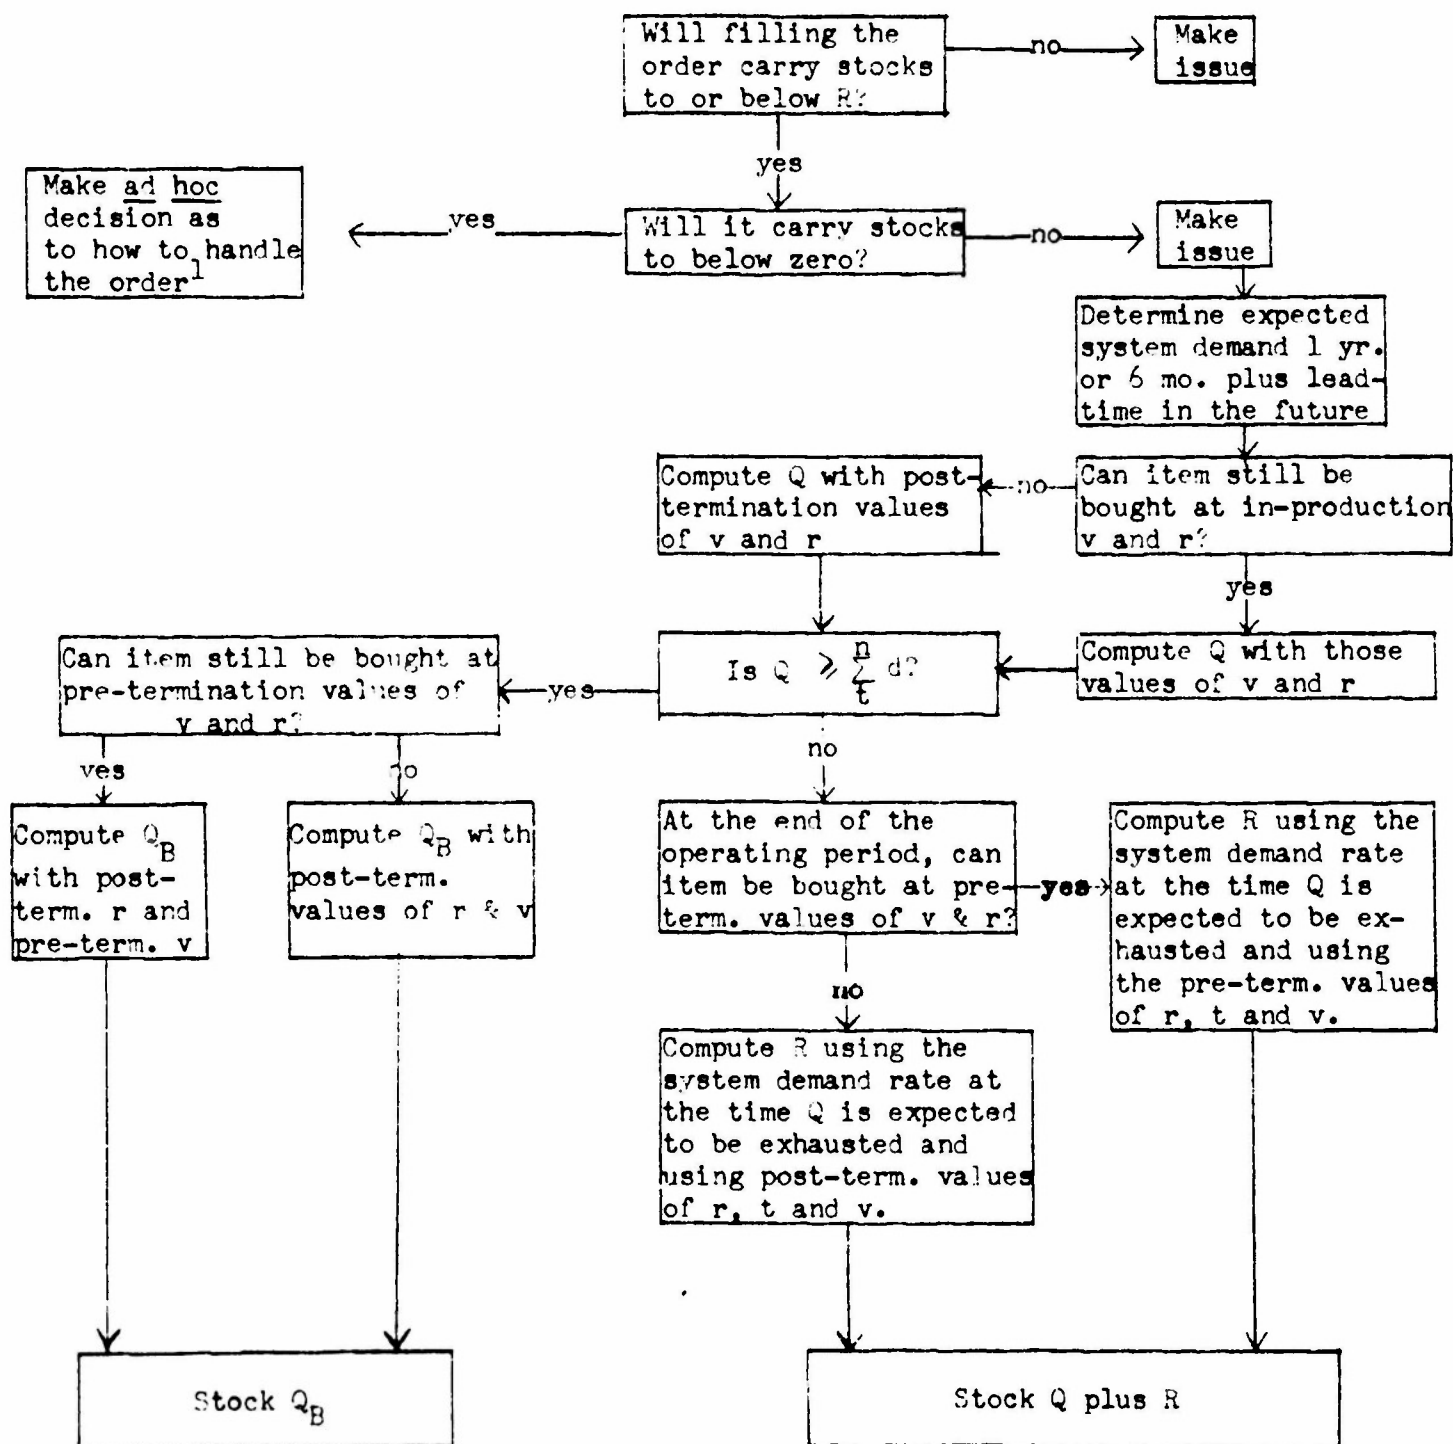 Will filling the
order carry stocks
to or below R?
no
Make
issue
yes
Make ad hoc
decision as
to how to handle
the order1
yes
Will it carry stocks
to below zero?
no
Make
issue
Determine expected
system demand 1 yr.
or 6 mo. plus lead-
time in the future
Compute Q with post-
termination values
of v and r
no
Can item still be
bought at in-production
v and r?
yes
Can item still be bought at
pre-termination values of
v and r?
yes
Is Q ⩾ n∑t d?
Compute Q with those
values of v and r
yes
no
no
Compute QB
with post-
term. r and
pre-term. v
Compute QB with
post-term.
values of r & v
At the end of the
operating period, can
item be bought at pre-
term. values of v & r?
yes
Compute R using the
system demand rate
at the time Q is
expected to be ex-
hausted and using
the pre-term. values
of r, t and v.
no
Compute R using the
system demand rate at
the time Q is expected
to be exhausted and
using post-term. values
of r, t and v.
Stock QB
Stock Q plus R